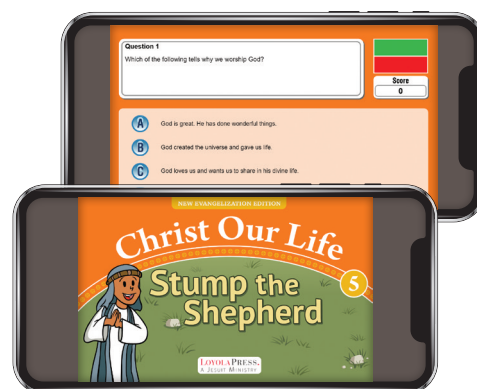 Question 1
Which of the following tells why we worship God?
Score
0
A God is great. He has done wonderful things.
B God created the universe and gave us life.
C God loves us and wants us to share in his divine life.
NEW EVANGELIZATION EDITION
Christ Our Life
Stump the
Shepherd
5
LOYOLAPRESS.
A JESUIT MINISTRY